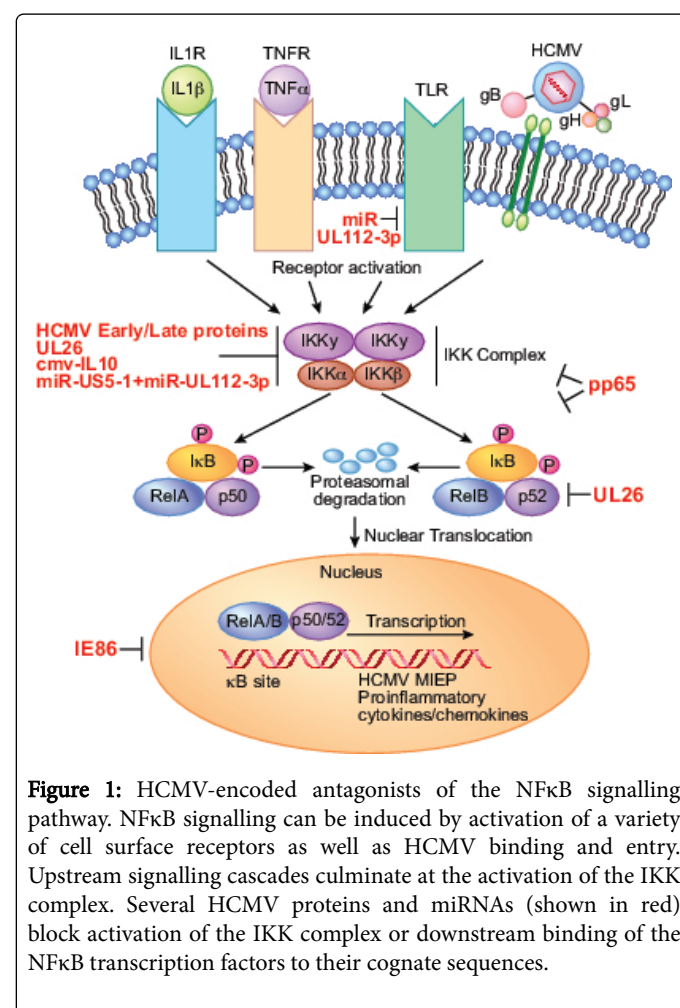 IL1R
TNFR
HCMV
IL1β
TNFα
TLR
gB
gL
gH
miR
UL112-3p
Receptor activation
HCMV Early/Late proteins
UL26
cmv-IL10
miR-US5-1+miR-UL112-3p
IKKy
IKKy
IKKα
IKKβ
IKK Complex
pp65
P
IκB
P
RelA
p50
Proteasomal
degradation
P
IκB
P
RelB
p52
UL26
Nuclear Translocation
Nucleus
RelA/B
p50/52
Transcription
IE86
κB site
HCMV MIEP
Proinflammatory
cytokines/chemokines
Figure 1: HCMV-encoded antagonists of the NFκB signalling
pathway. NFκB signalling can be induced by activation of a variety
of cell surface receptors as well as HCMV binding and entry.
Upstream signalling cascades culminate at the activation of the IKK
complex. Several HCMV proteins and miRNAs (shown in red)
block activation of the IKK complex or downstream binding of the
NFκB transcription factors to their cognate sequences.